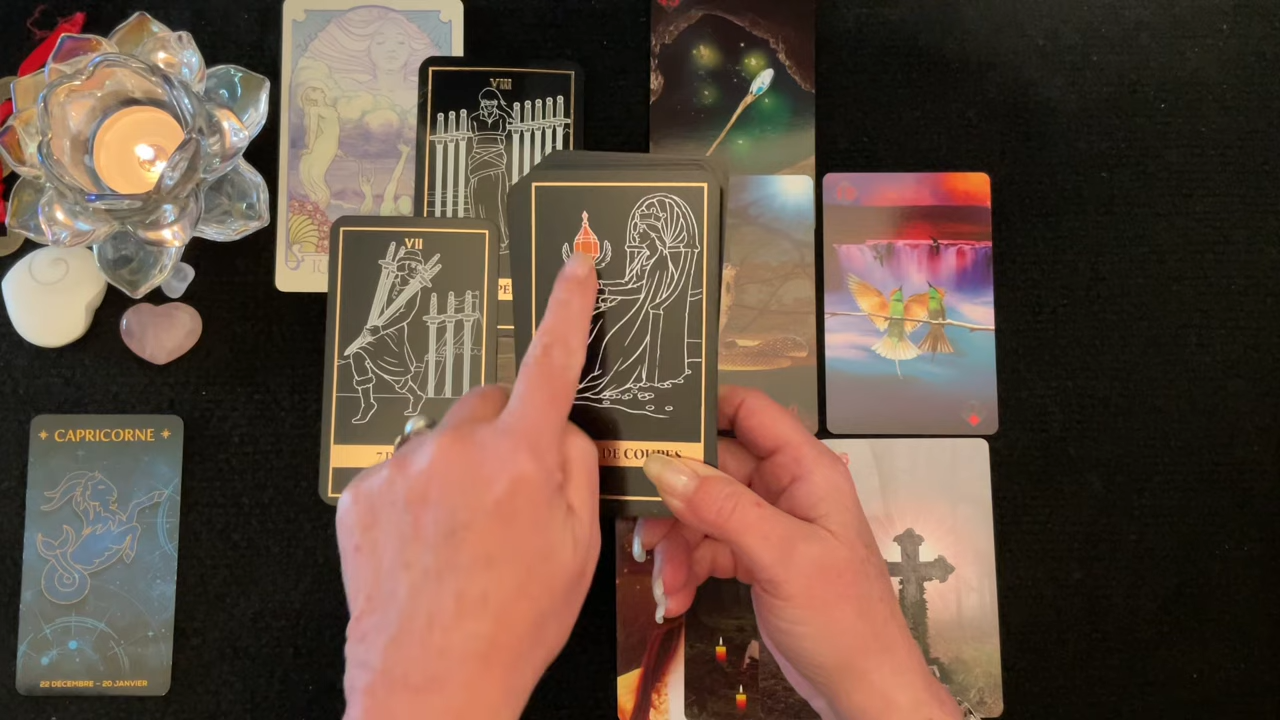 VIII
VII
DE COUPES
CAPRICORNE
22 DÉCEMBRE - 20 JANVIER